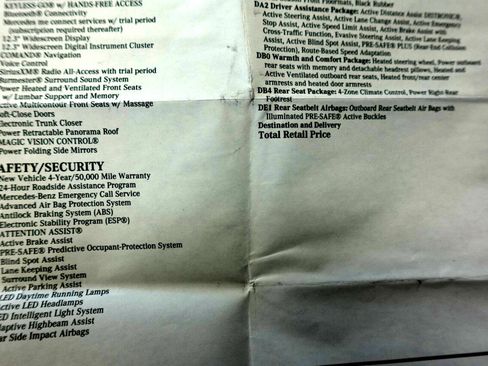 KEYLESS-GO® w/ HANDS-FREE ACCESS
Bluetooth® Connectivity
Mercedes me connect services w/ trial period
(subscription required thereafter)
12.3" Widescreen Display
12.3" Widescreen Digital Instrument Cluster
COMAND® Navigation
Voice Control
SiriusXM® Radio All-Access with trial period
Burmester® Surround Sound System
Power Heated and Ventilated Front Seats
w/ Lumbar Support and Memory
Active Multicontour Front Seats w/ Massage
oft-Close Doors
Electronic Trunk Closer
Power Retractable Panorama Roof
MAGIC VISION CONTROL®
Power Folding Side Mirrors
AFETY/SECURITY
New Vehicle 4-Year/50,000 Mile Warranty
24-Hour Roadside Assistance Program
Mercedes-Benz Emergency Call Service
Advanced Air Bag Protection System
Antilock Braking System (ABS)
Electronic Stability Program (ESP®)
ATTENTION ASSIST®
Active Brake Assist
PRE-SAFE® Predictive Occupant-Protection System
Blind Spot Assist
Lane Keeping Assist
Surround View System
Active Parking Assist
LED Daytime Running Lamps
Active LED Headlamps
ED Intelligent Light System
aptive Highbeam Assist
ar Side Impact Airbags
Floormats, Black Rubber
DA2 Driver Assistance Package: Active Distance Assist DISTRONIC®,
Active Steering Assist, Active Lane Change Assist, Active Emergency
Stop Assist, Active Speed Limit Assist, Active Brake Assist with
Cross-Traffic Function, Evasive Steering Assist, Active Lane Keeping
Assist, Active Blind Spot Assist, PRE-SAFE® PLUS (Rear-End Collision
Protection), Route-Based Speed Adaptation
DB0 Warmth and Comfort Package: Heated steering wheel, Power outboard
rear seats with memory and detachable headrest pillows, Heated and
Active Ventilated outboard rear seats, Heated front/rear center
armrests and heated door armrests
DB4 Rear Seat Package: 4-Zone Climate Control, Power Right-Rear
Footrest
DE1 Rear Seatbelt Airbags: Outboard Rear Seatbelt Air Bags with
Illuminated PRE-SAFE® Active Buckles
Destination and Delivery
Total Retail Price